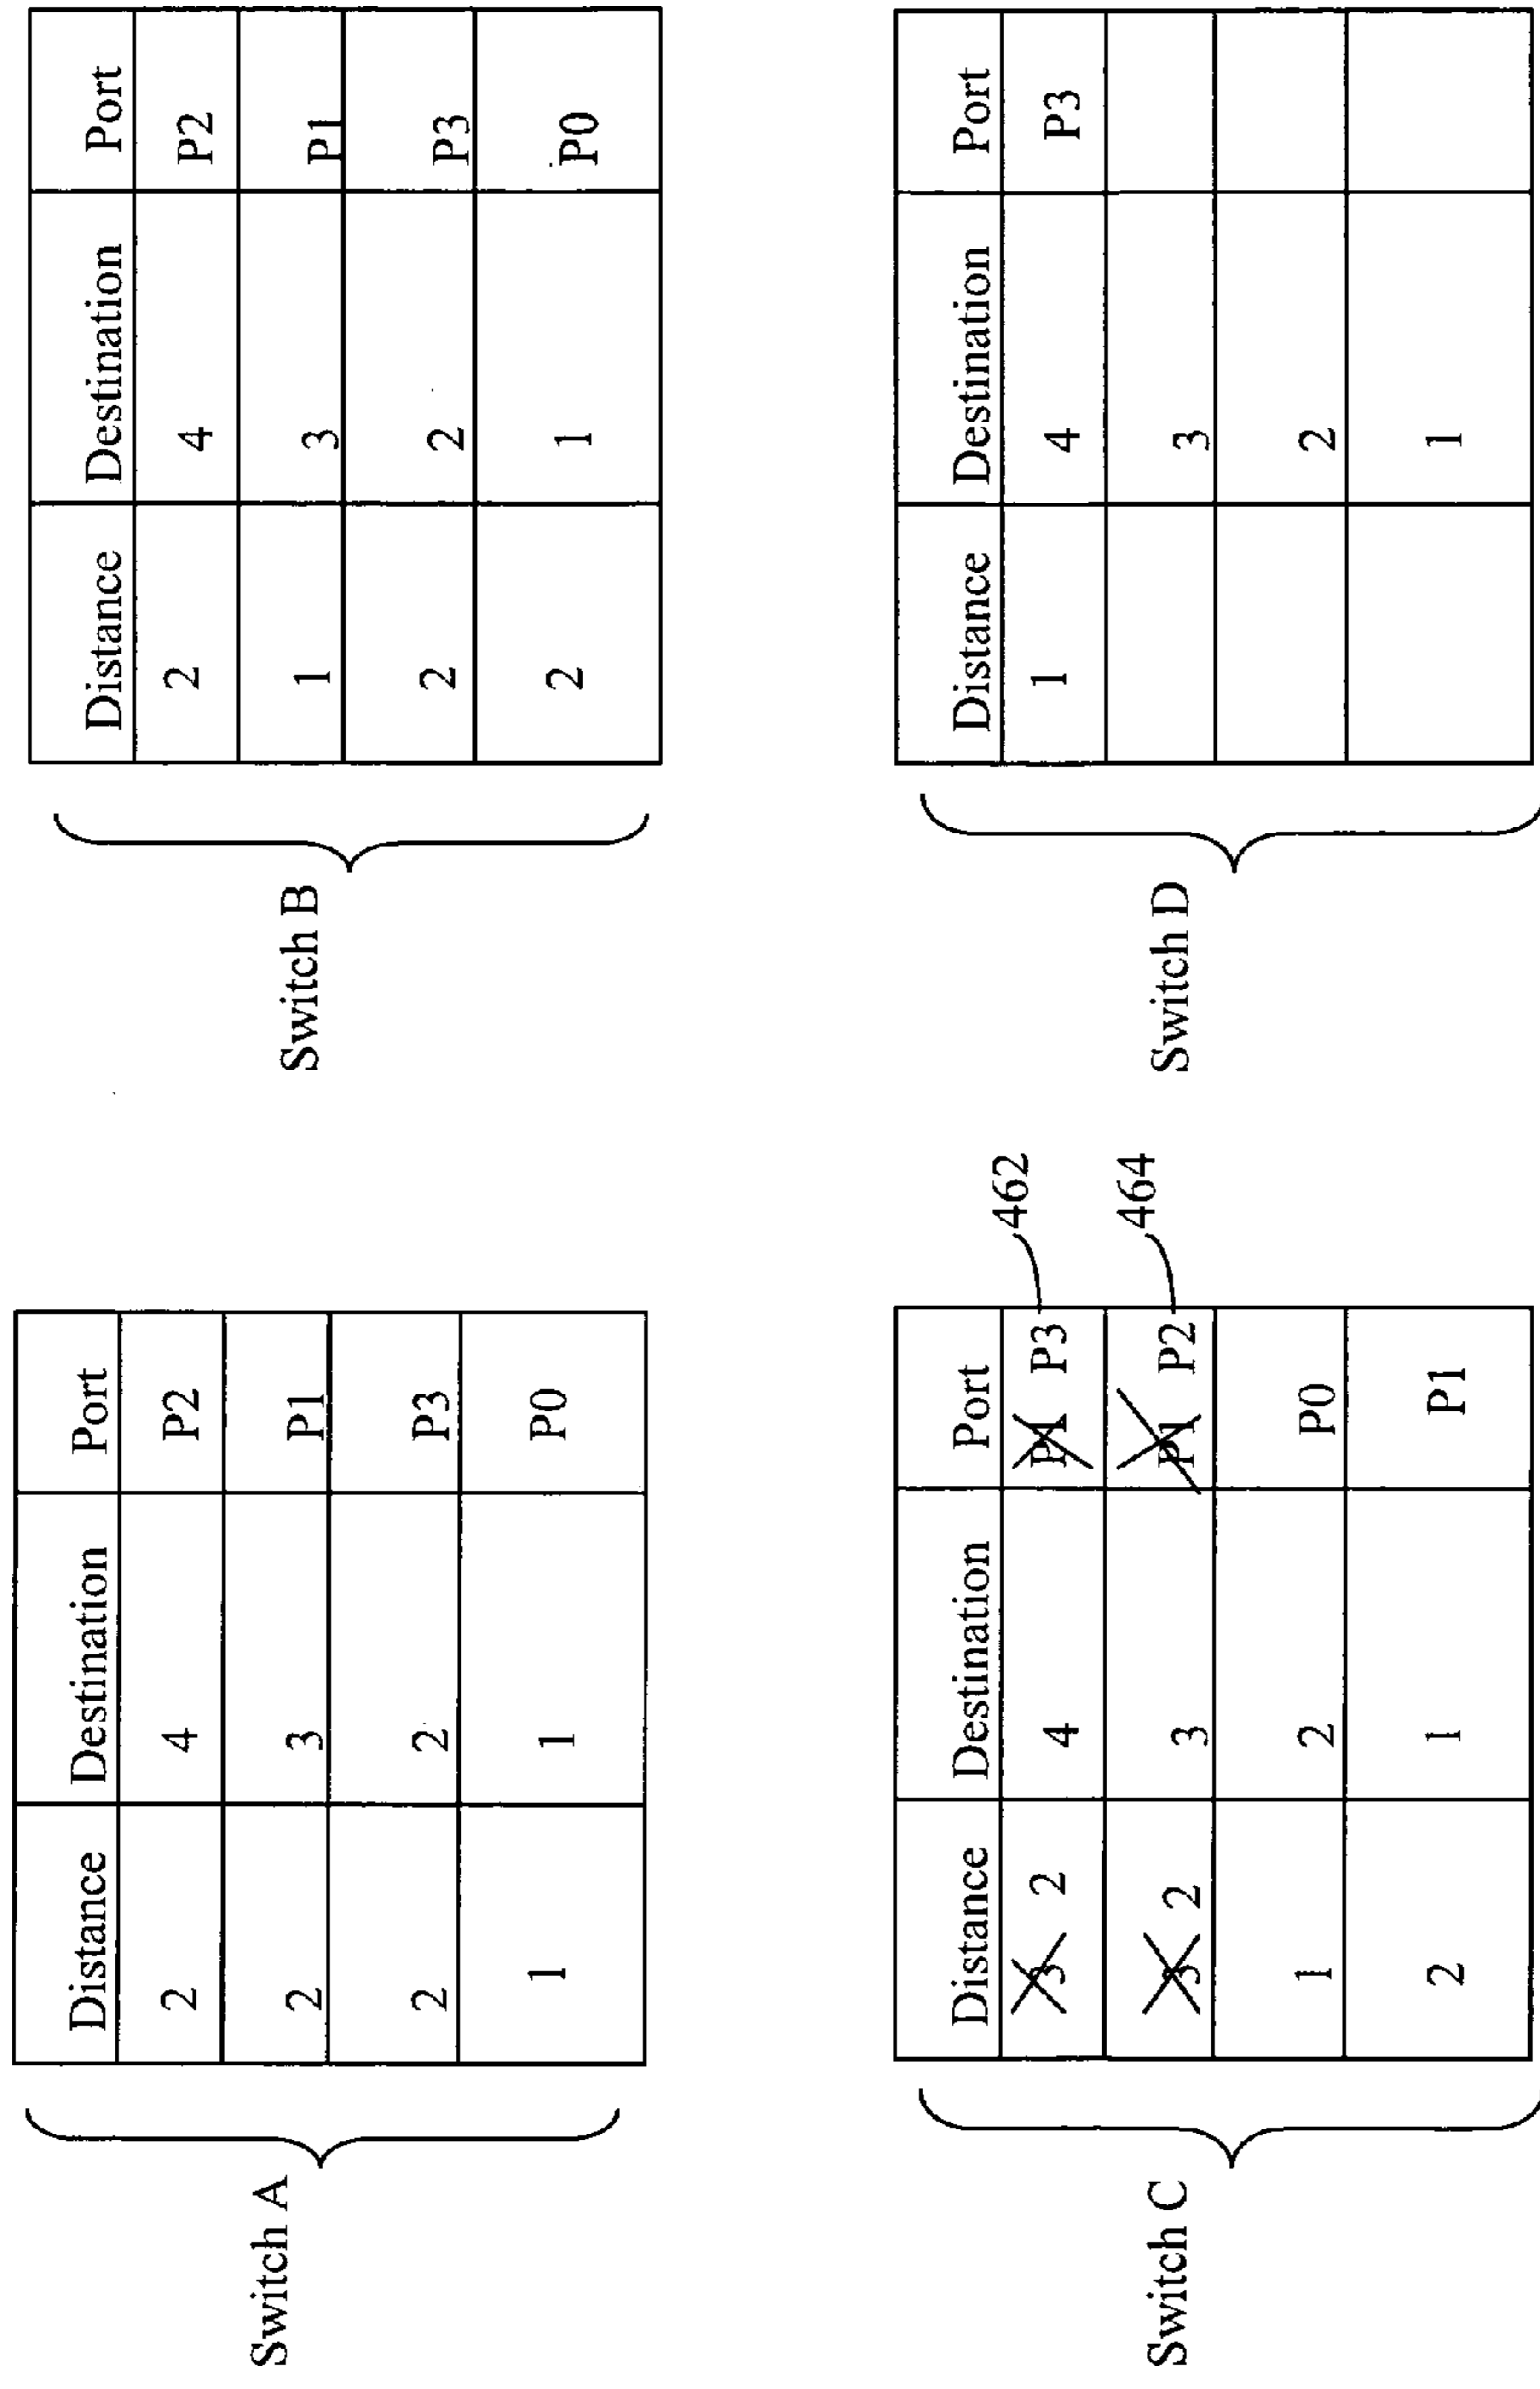 Switch A
Distance Destination Port
2 4 P2
2 3 P1
2 2 P3
1 1 P0
Switch B
Distance Destination Port
2 4 P2
1 3 P1
2 2 P3
2 1 P0
Switch C
Distance Destination Port
3 2 4 P1 P3
462
3 2 3 P1 P2
464
1 2 P0
2 1 P1
Switch D
Distance Destination Port
1 4 P3
3
2
1